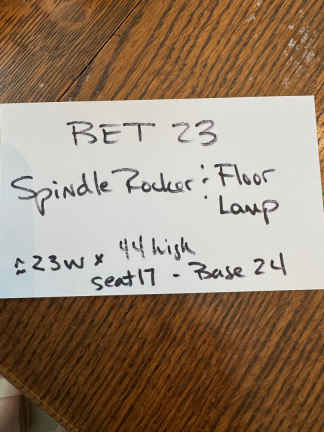 BET 23
Spindle Rocker : Floor
Lamp
≈ 23W x 44 high
seat 17 - Base 24